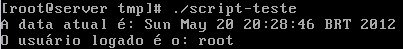 [root@server tmp]# ./script-teste
A data atual é: Sun May 20 20:28:46 BRT 2012
O usuário logado é o: root